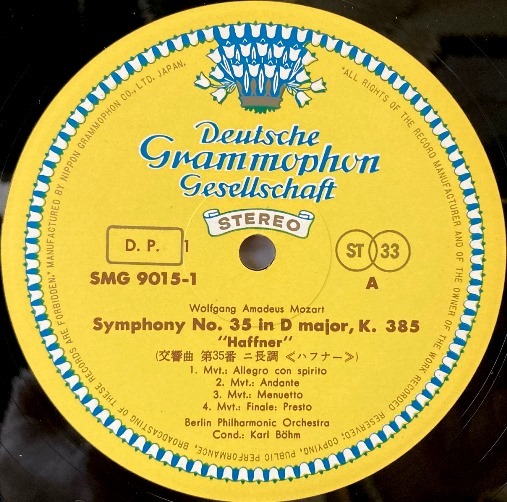 Deutsche
Grammophon
Gesellschaft
STEREO
D. P. 1
SMG 9015-1
ST 33
A
Wolfgang Amadeus Mozart
Symphony No. 35 in D major, K. 385
"Haffner"
(交響曲 第35番 ニ長調 ≪ハフナー≫)
1. Mvt.: Allegro con spirito
2. Mvt.: Andante
3. Mvt.: Menuetto
4. Mvt.: Finale: Presto
Berlin Philharmonic Orchestra
Cond.: Karl Böhm
"ALL RIGHTS OF THE RECORD MANUFACTURER AND OF THE OWNER OF THE WORK RECORDED RESERVED; COPYING, PUBLIC PERFORMANCE, BROADCASTING OF THESE RECORDS ARE FORBIDDEN." MANUFACTURED BY NIPPON GRAMMOPHON CO., LTD. JAPAN.